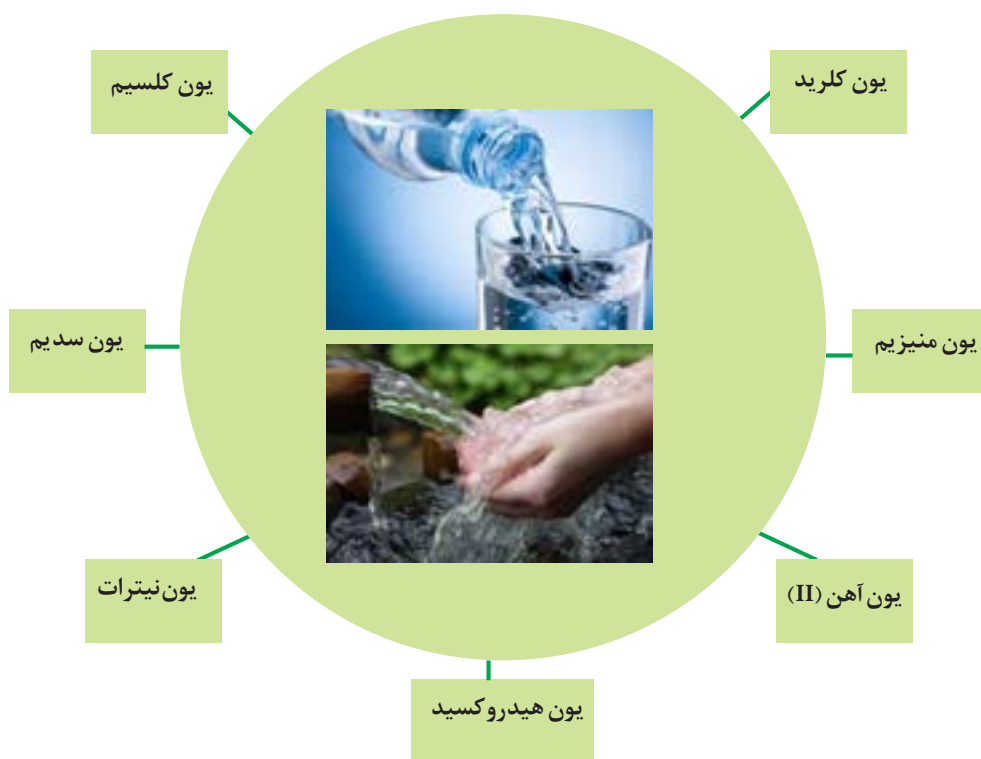 یون کلرید
یون کلسیم
یون منیزیم
یون سدیم
یون آهن (II)
یون نیترات
یون هیدروکسید